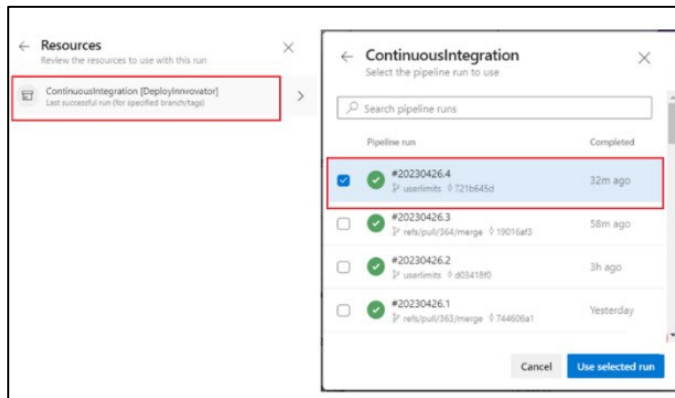 Resources
Review the resources to use with this run
ContinuousIntegration [DeployInnvovator]
Last successful run (for specified branch/tags)
ContinuousIntegration
Select the pipeline run to use
Search pipeline runs
Pipeline run Completed
#20230426.4
userlimits 721b645d
32m ago
#20230426.3
refs/pull/364/merge 19016af3
58m ago
#20230426.2
userlimits d03418f0
3h ago
#20230426.1
refs/pull/363/merge 744606a1
Yesterday
Cancel Use selected run